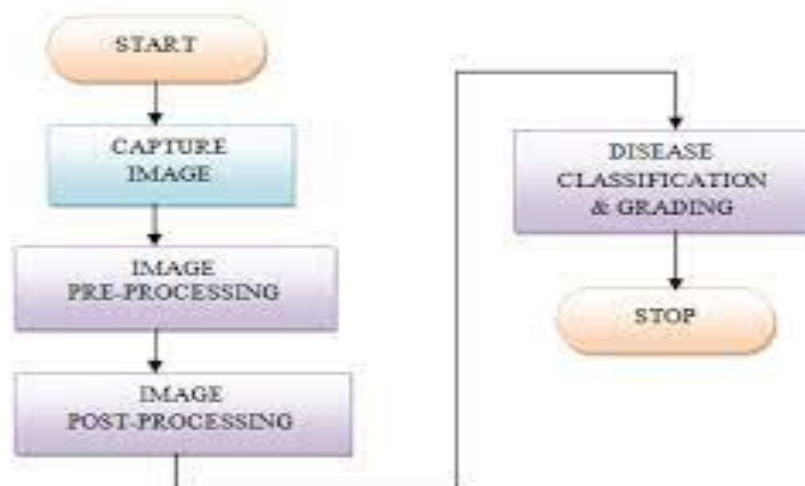 START
CAPTURE
IMAGE
IMAGE
PRE-PROCESSING
IMAGE
POST-PROCESSING
DISEASE
CLASSIFICATION
& GRADING
STOP